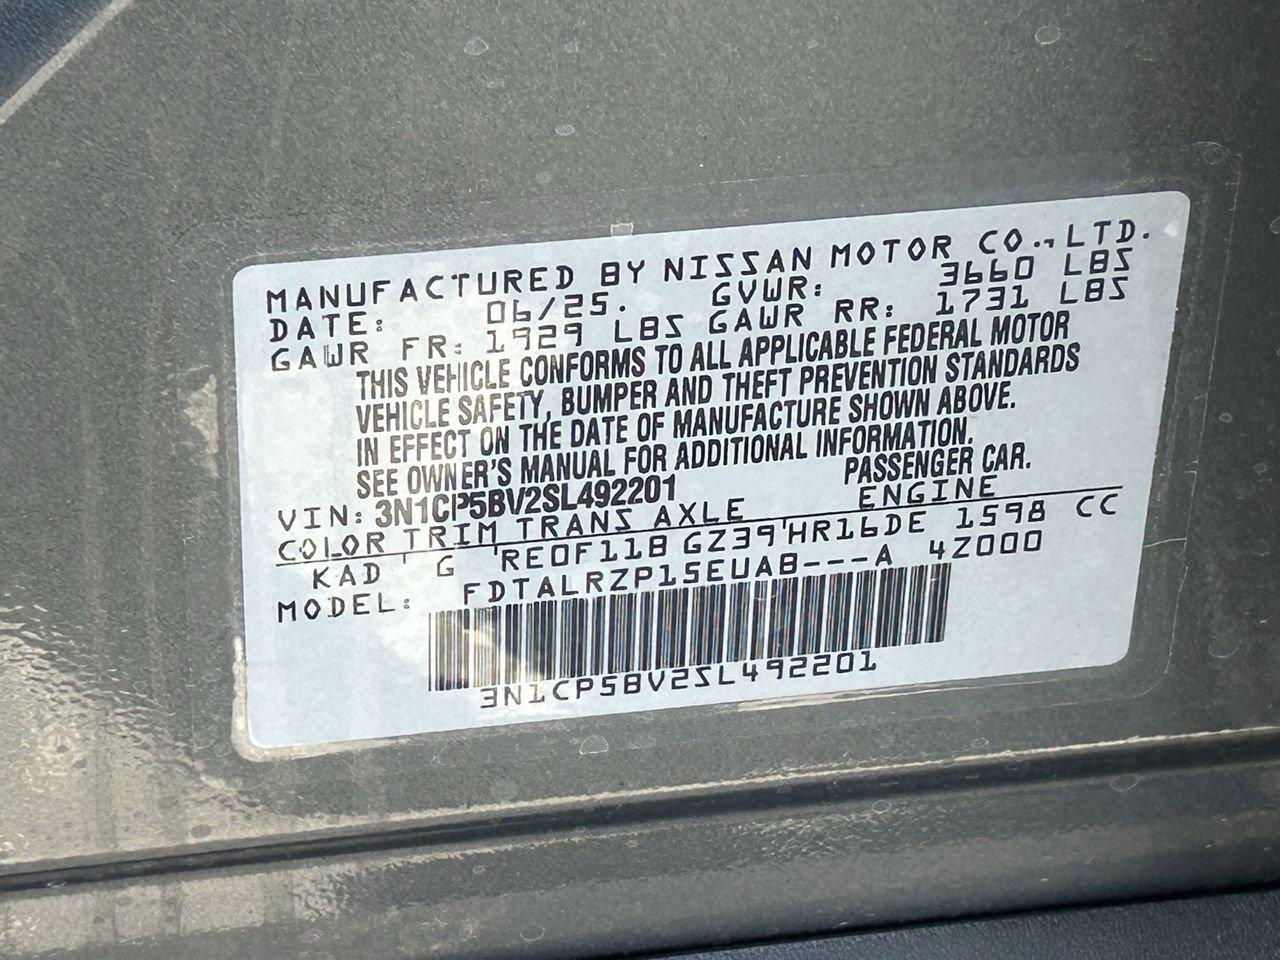 MANUFACTURED BY NISSAN MOTOR CO., LTD.
DATE: 06/25. GVWR: 3660 LBS
GAWR FR: 1929 LBS GAWR RR: 1731 LBS
THIS VEHICLE CONFORMS TO ALL APPLICABLE FEDERAL MOTOR
VEHICLE SAFETY, BUMPER AND THEFT PREVENTION STANDARDS
IN EFFECT ON THE DATE OF MANUFACTURE SHOWN ABOVE.
SEE OWNER'S MANUAL FOR ADDITIONAL INFORMATION.
VIN: 3N1CP5BV2SL492201 PASSENGER CAR.
COLOR TRIM TRANS AXLE ENGINE
KAD G RE0F11B GZ39 HR16DE 1598 CC
MODEL: FDTALRZP15EUAB---A 4Z000
3N1CP5BV2SL492201